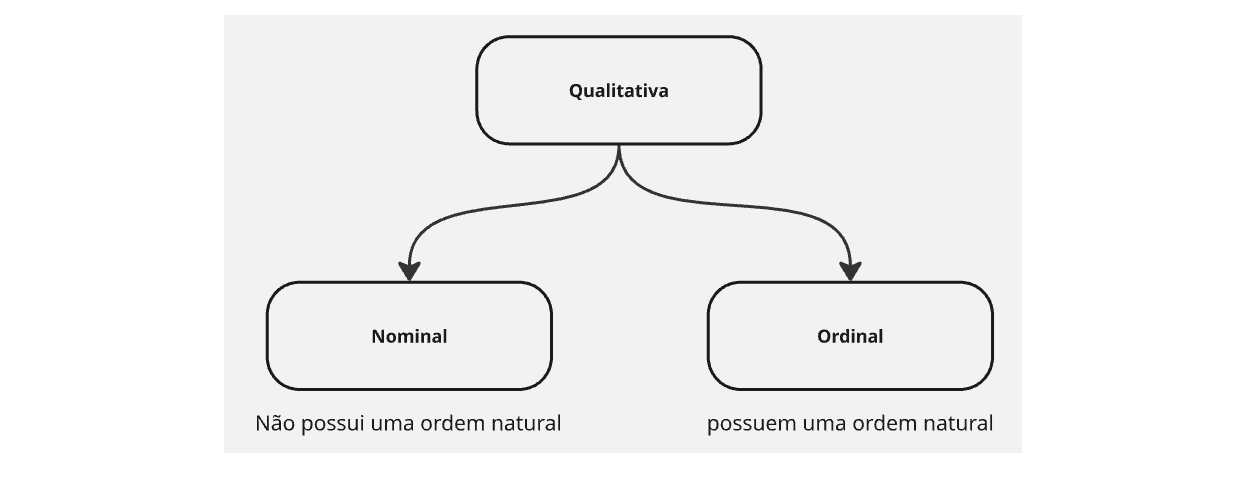 Qualitativa
Nominal
Ordinal
Não possui uma ordem natural
possuem uma ordem natural